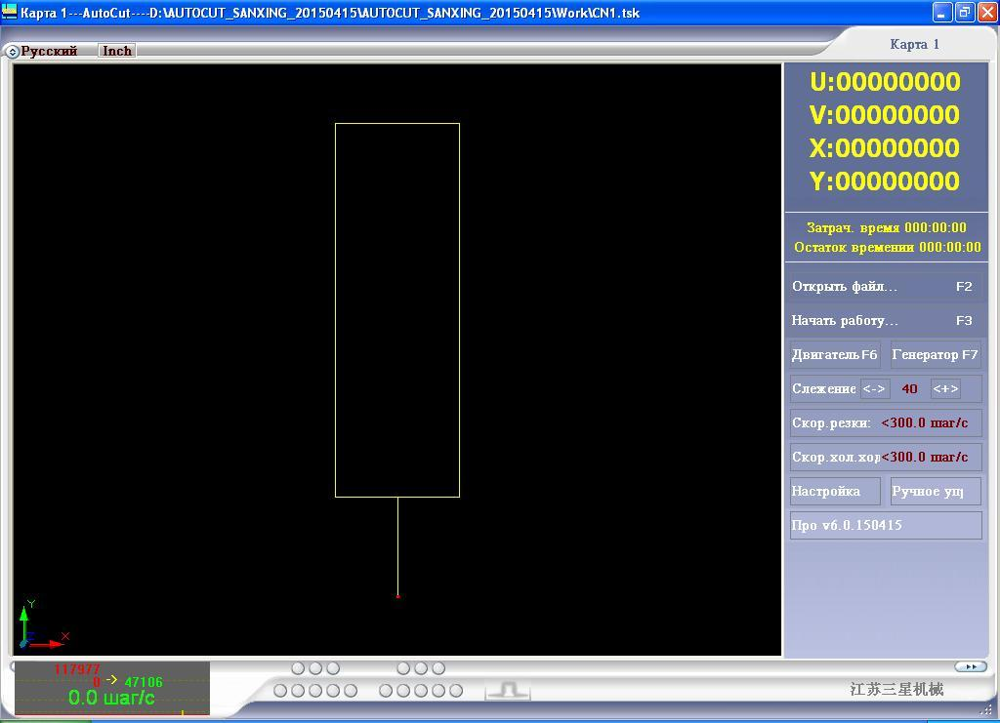 Карта 1---AutoCut----D:\AUTOCUT_SANXING_20150415\AUTOCUT_SANXING_20150415\Work\CN1.tsk
Русский Inch
Карта 1
U:00000000
V:00000000
X:00000000
Y:00000000
Затрач. время 000:00:00
Остаток времении 000:00:00
Открыть файл... F2
Начать работу... F3
Двигатель F6 Генератор F7
Слежение <-> 40 <+>
Скор.резки: <300.0 шаг/с
Скор.хол.ход <300.0 шаг/с
Настройка Ручное упр
Про v6.0.150415
Y
Z
X
117977
0 -> 47106
0.0 шаг/с
江苏三星机械